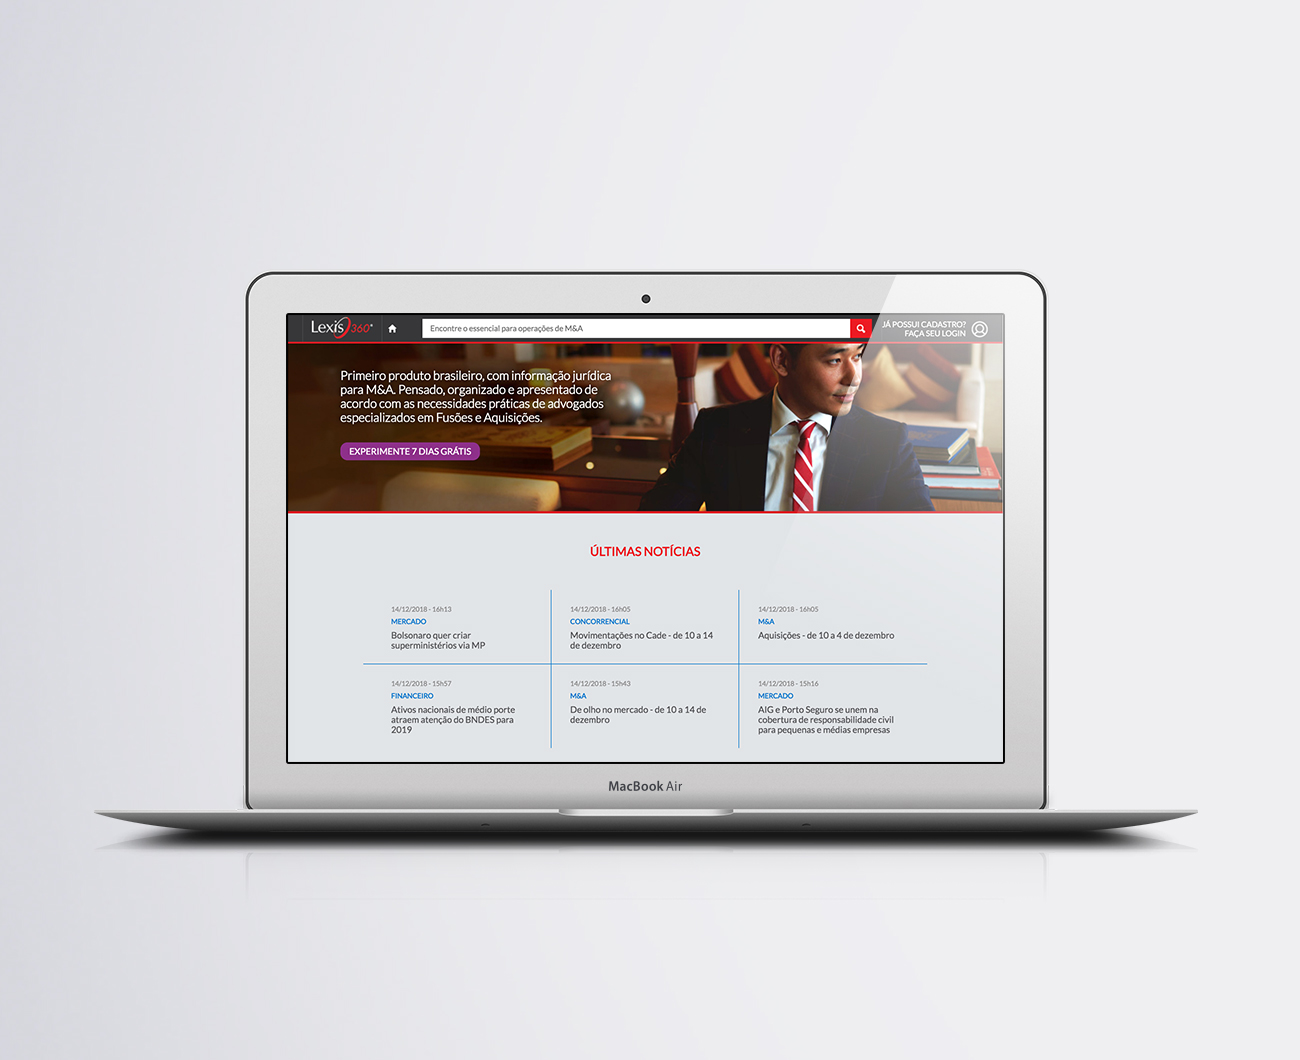 Lexis 360°
Encontre o essencial para operações de M&A
JÁ POSSUI CADASTRO?
FAÇA SEU LOGIN
Primeiro produto brasileiro, com informação jurídica
para M&A. Pensado, organizado e apresentado de
acordo com as necessidades práticas de advogados
especializados em Fusões e Aquisições.
EXPERIMENTE 7 DIAS GRÁTIS
ÚLTIMAS NOTÍCIAS
14/12/2018 - 16h13
MERCADO
Bolsonaro quer criar
superministérios via MP
14/12/2018 - 16h05
CONCORRENCIAL
Movimentações no Cade - de 10 a 14
de dezembro
14/12/2018 - 16h05
M&A
Aquisições - de 10 a 4 de dezembro
14/12/2018 - 15h57
FINANCEIRO
Ativos nacionais de médio porte
atraem atenção do BNDES para
2019
14/12/2018 - 15h43
M&A
De olho no mercado - de 10 a 14 de
dezembro
14/12/2018 - 15h16
MERCADO
AIG e Porto Seguro se unem na
cobertura de responsabilidade civil
para pequenas e médias empresas
MacBook Air